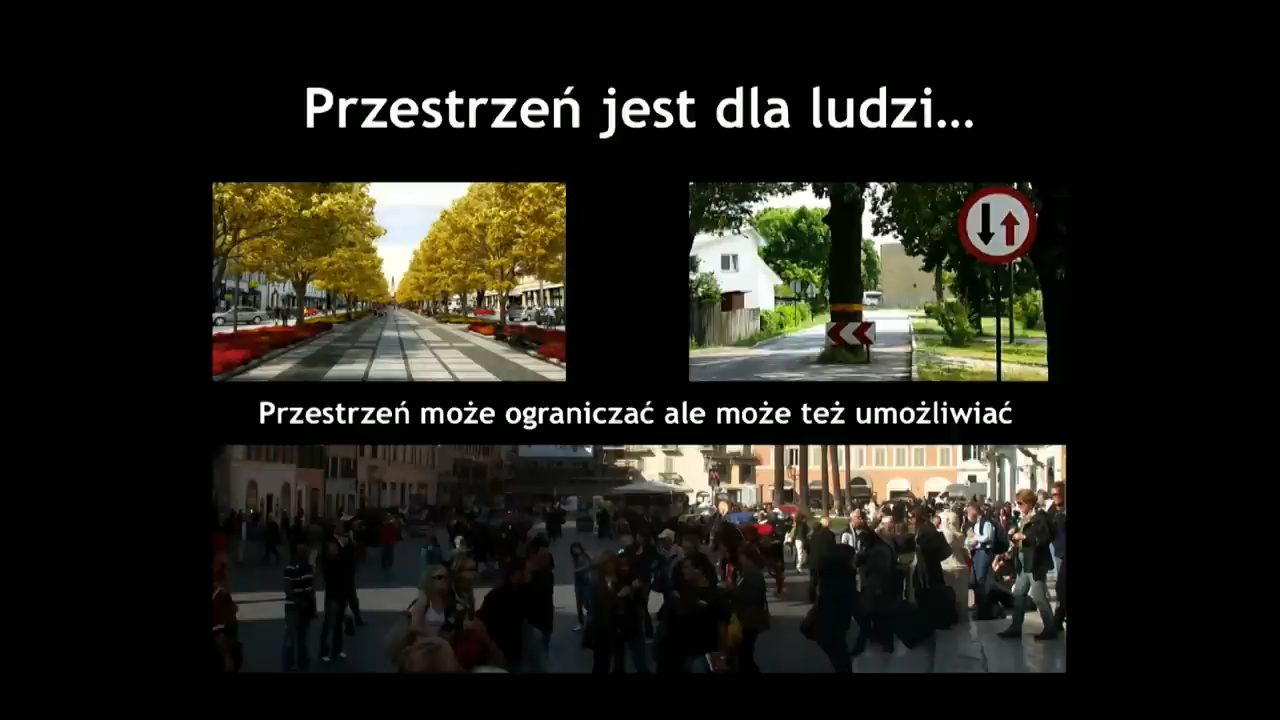 Przestrzeń jest dla ludzi…
Przestrzeń może ograniczać ale może też umożliwiać